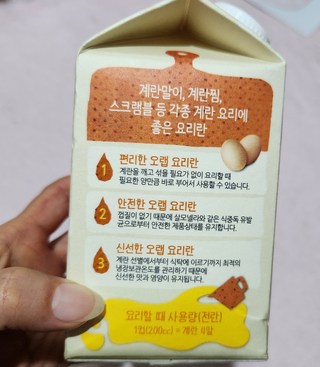 계란말이, 계란찜,
스크램블 등 각종 계란 요리에
좋은 요리란
1 편리한 오랩 요리란
계란을 깨고 섞을 필요가 없이 요리할 때
필요한 양만큼 바로 부어서 사용할 수 있습니다.
2 안전한 오랩 요리란
껍질이 없기 때문에 살모넬라와 같은 식중독 유발
균으로부터 안전한 제품상태를 유지합니다.
3 신선한 오랩 요리란
계란 선별에서부터 식탁에 이르기까지 최적의
냉장보관온도를 관리하기 때문에
신선한 맛과 영양이 유지됩니다.
요리할 때 사용량(전란)
1컵(200cc) = 계란 4알